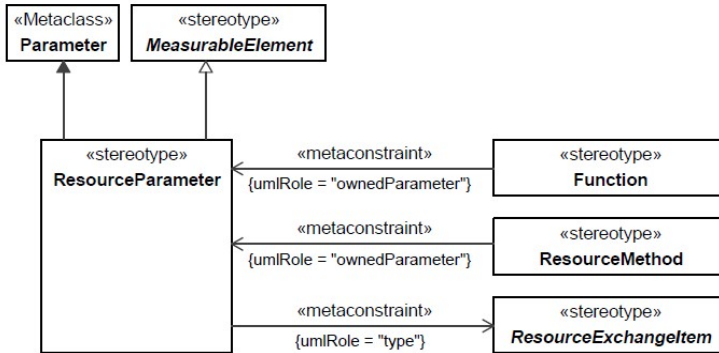 «Metaclass»
Parameter
«stereotype»
MeasurableElement
«stereotype»
ResourceParameter
«metaconstraint»
{umlRole = "ownedParameter"}
«stereotype»
Function
«metaconstraint»
{umlRole = "ownedParameter"}
«stereotype»
ResourceMethod
«metaconstraint»
{umlRole = "type"}
«stereotype»
ResourceExchangeItem